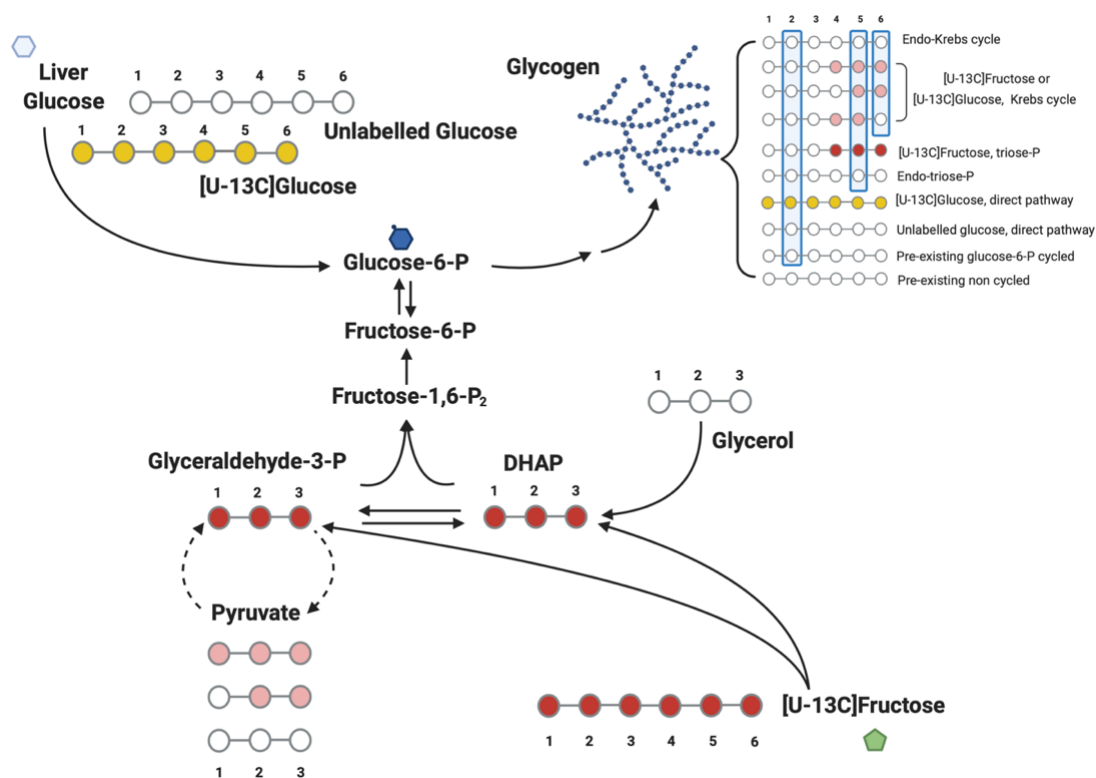 Liver
Glucose
1 2 3 4 5 6
Unlabelled Glucose
1 2 3 4 5 6
[U-13C]Glucose
Glycogen
1 2 3 4 5 6
Endo-Krebs cycle
[U-13C]Fructose or
[U-13C]Glucose, Krebs cycle
[U-13C]Fructose, triose-P
Endo-triose-P
[U-13C]Glucose, direct pathway
Unlabelled glucose, direct pathway
Pre-existing glucose-6-P cycled
Pre-existing non cycled
Glucose-6-P
Fructose-6-P
Fructose-1,6-P₂
1 2 3
Glycerol
Glyceraldehyde-3-P
1 2 3
DHAP
1 2 3
Pyruvate
1 2 3
[U-13C]Fructose
1 2 3 4 5 6